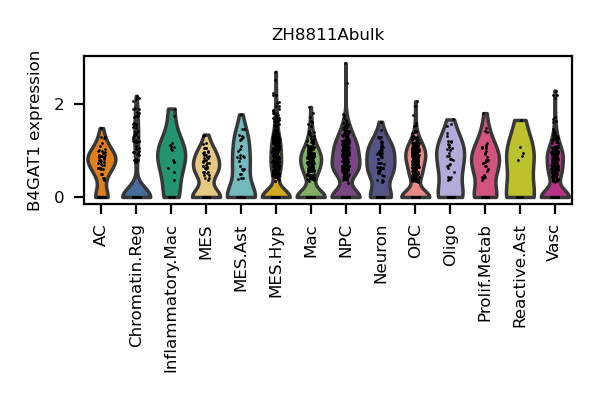 ZH8811Abulk
B4GAT1 expression
2
0
AC
Chromatin.Reg
Inflammatory.Mac
MES
MES.Ast
MES.Hyp
Mac
NPC
Neuron
OPC
Oligo
Prolif.Metab
Reactive.Ast
Vasc